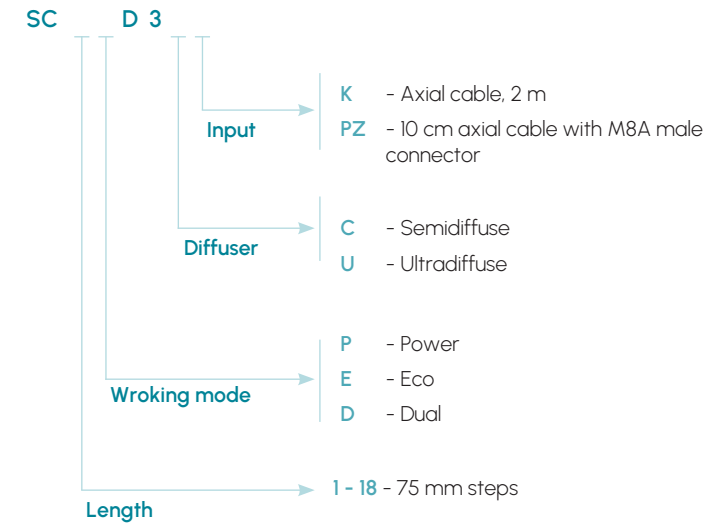 SC D 3
K - Axial cable, 2 m
Input
PZ - 10 cm axial cable with M8A male
connector
C - Semidiffuse
Diffuser
U - Ultradiffuse
P - Power
E - Eco
Wroking mode
D - Dual
1 - 18 - 75 mm steps
Length